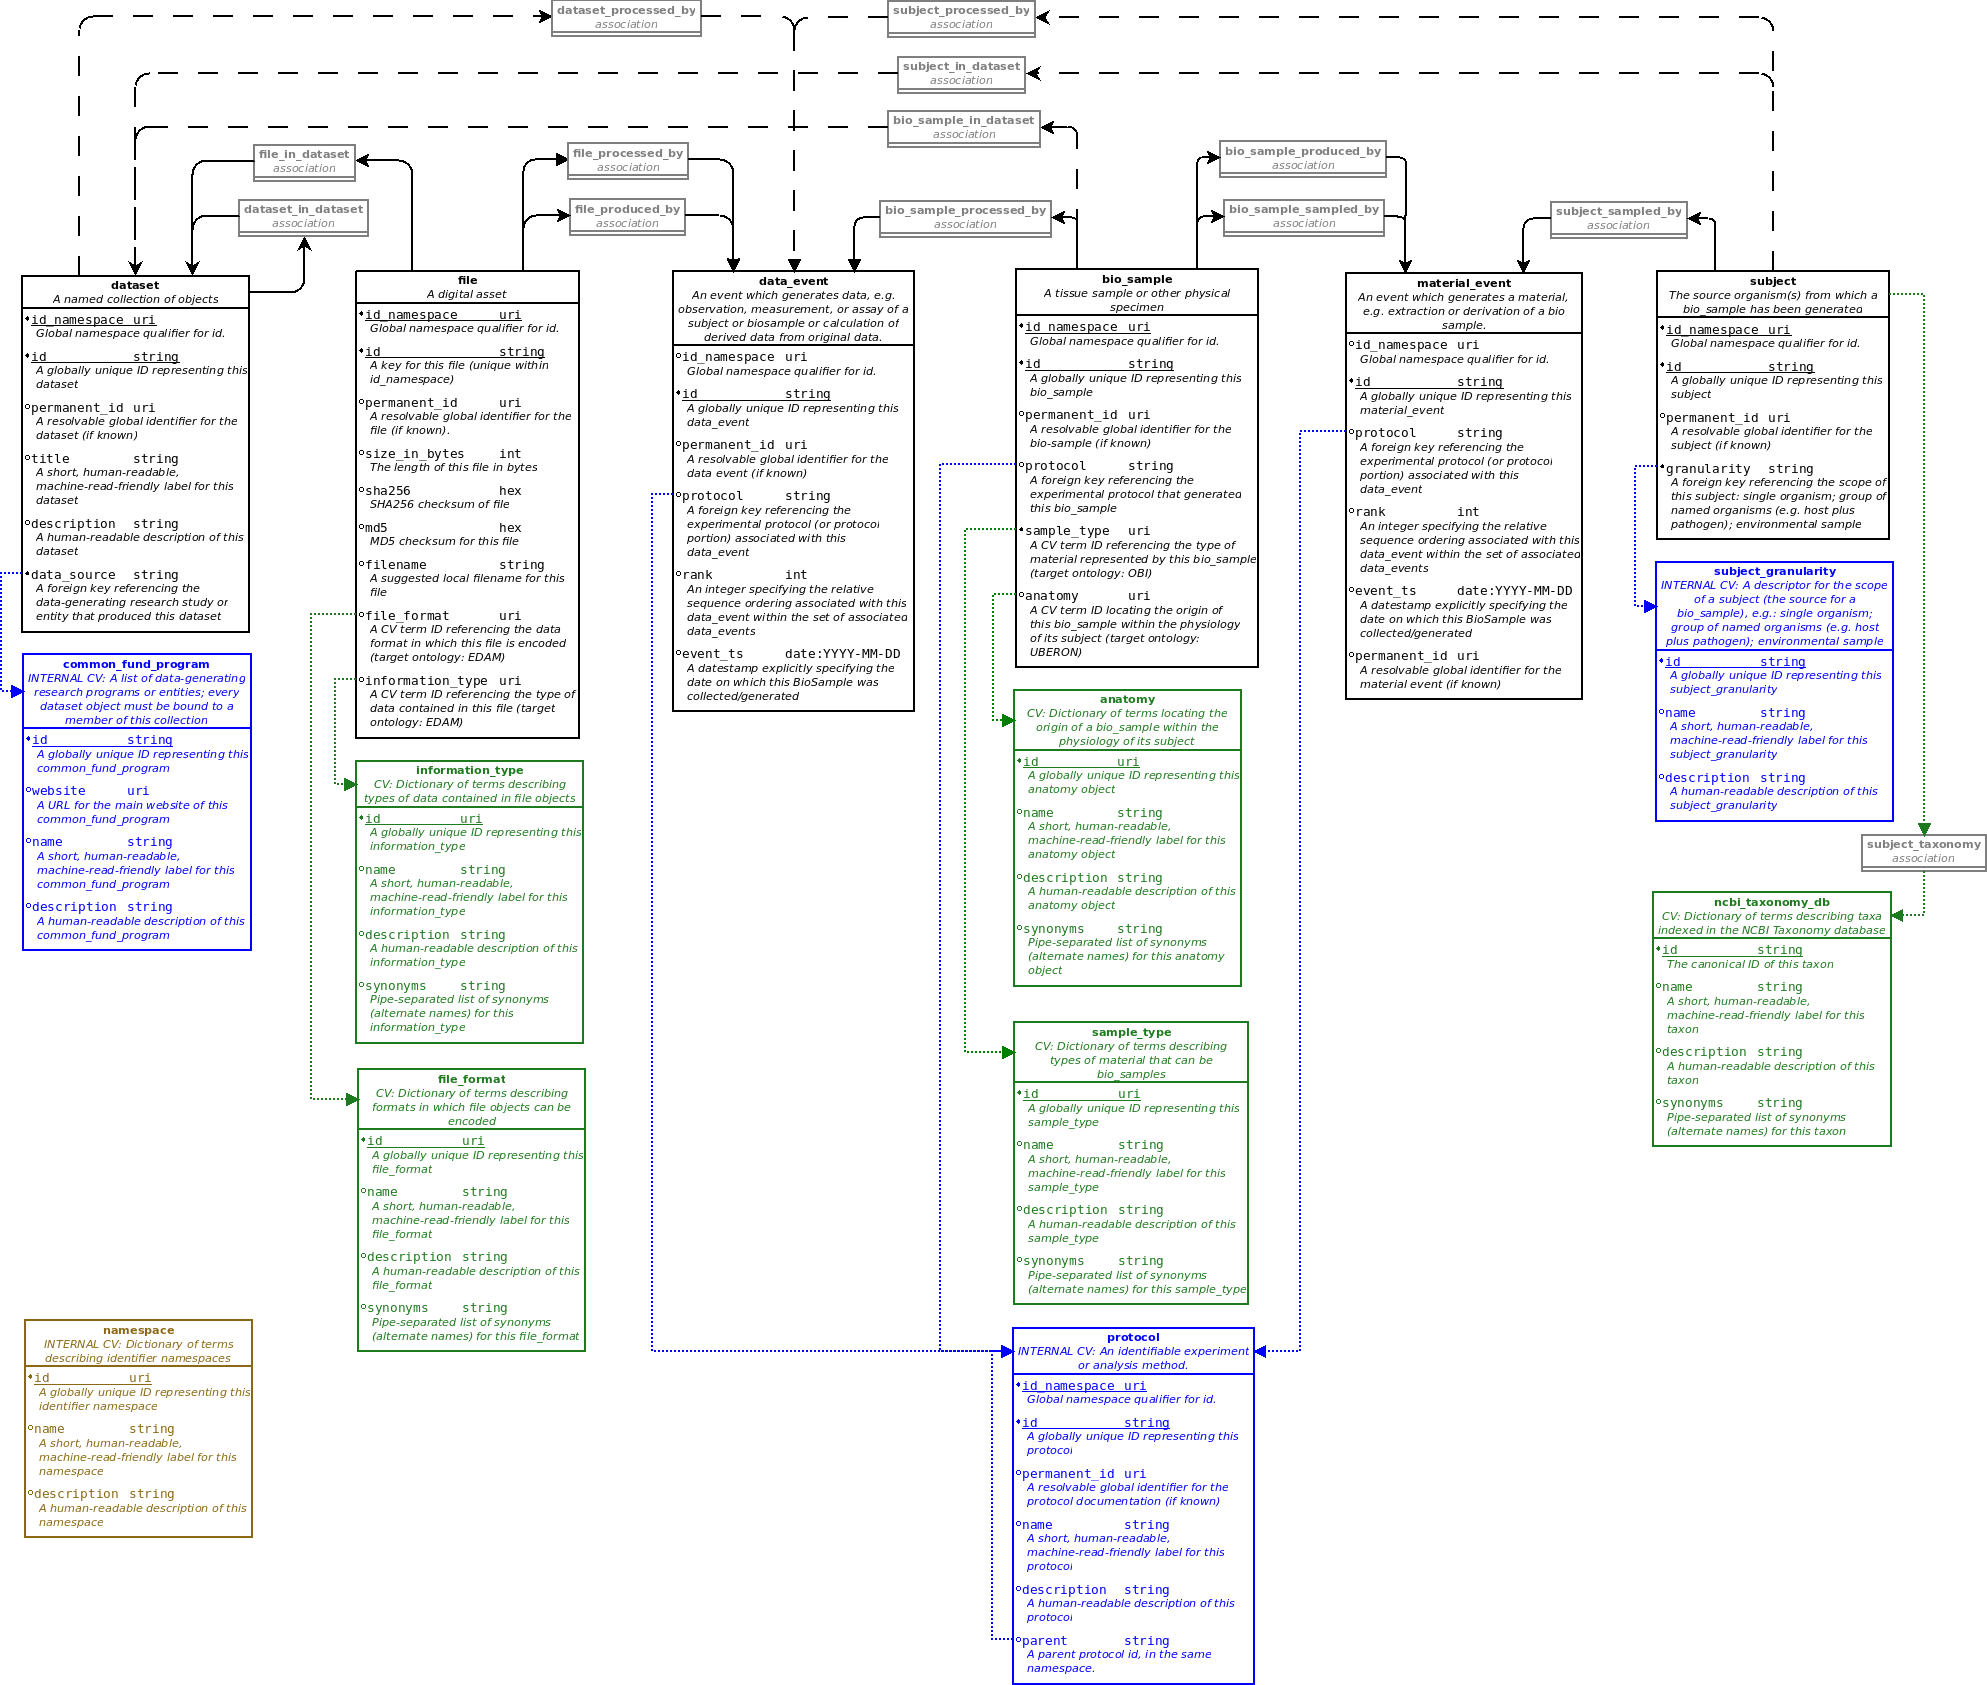 dataset_processed_by
association
subject_processed_by
association
subject_in_dataset
association
bio_sample_in_dataset
association
file_in_dataset
association
file_processed_by
association
bio_sample_produced_by
association
dataset_in_dataset
association
file_produced_by
association
bio_sample_processed_by
association
bio_sample_sampled_by
association
subject_sampled_by
association
dataset
A named collection of objects
id_namespace uri
Global namespace qualifier for id.
id string
A globally unique ID representing this
dataset
permanent_id uri
A resolvable global identifier for the
dataset (if known)
title string
A short, human-readable,
machine-read-friendly label for this
dataset
description string
A human-readable description of this
dataset
data_source string
A foreign key referencing the
data-generating research study or
entity that produced this dataset
common_fund_program
INTERNAL CV: A list of data-generating
research programs or entities; every
dataset object must be bound to a
member of this collection
id string
A globally unique ID representing this
common_fund_program
website uri
A URL for the main website of this
common_fund_program
name string
A short, human-readable,
machine-read-friendly label for this
common_fund_program
description string
A human-readable description of this
common_fund_program
namespace
INTERNAL CV: Dictionary of terms
describing identifier namespaces
id uri
A globally unique ID representing this
identifier namespace
name string
A short, human-readable,
machine-read-friendly label for this
namespace
description string
A human-readable description of this
namespace
file
A digital asset
id_namespace uri
Global namespace qualifier for id.
id string
A key for this file (unique within
id_namespace)
permanent_id uri
A resolvable global identifier for the
file (if known).
size_in_bytes int
The length of this file in bytes
sha256 hex
SHA256 checksum of file
md5 hex
MD5 checksum for this file
filename string
A suggested local filename for this
file
file_format uri
A CV term ID referencing the data
format in which this file is encoded
(target ontology: EDAM)
information_type uri
A CV term ID referencing the type of
data contained in this file (target
ontology: EDAM)
information_type
CV: Dictionary of terms describing
types of data contained in file objects
id uri
A globally unique ID representing this
information_type
name string
A short, human-readable,
machine-read-friendly label for this
information_type
description string
A human-readable description of this
information_type
synonyms string
Pipe-separated list of synonyms
(alternate names) for this
information_type
file_format
CV: Dictionary of terms describing
formats in which file objects can be
encoded
id uri
A globally unique ID representing this
file_format
name string
A short, human-readable,
machine-read-friendly label for this
file_format
description string
A human-readable description of this
file_format
synonyms string
Pipe-separated list of synonyms
(alternate names) for this file_format
data_event
An event which generates data, e.g.
observation, measurement, or assay of a
subject or biosample or calculation of
derived data from original data.
id_namespace uri
Global namespace qualifier for id.
id string
A globally unique ID representing this
data_event
permanent_id uri
A resolvable global identifier for the
data event (if known)
protocol string
A foreign key referencing the
experimental protocol (or protocol
portion) associated with this
data_event
rank int
An integer specifying the relative
sequence ordering associated with this
data_event within the set of associated
data_events
event_ts date:YYYY-MM-DD
A datestamp explicitly specifying the
date on which this BioSample was
collected/generated
bio_sample
A tissue sample or other physical
specimen
id_namespace uri
Global namespace qualifier for id.
id string
A globally unique ID representing this
bio_sample
permanent_id uri
A resolvable global identifier for the
bio-sample (if known)
protocol string
A foreign key referencing the
experimental protocol that generated
this bio_sample
sample_type uri
A CV term ID referencing the type of
material represented by this bio_sample
(target ontology: OBI)
anatomy uri
A CV term ID locating the origin of
this bio_sample within the physiology
of its subject (target ontology:
UBERON)
anatomy
CV: Dictionary of terms locating the
origin of a bio_sample within the
physiology of its subject
id uri
A globally unique ID representing this
anatomy object
name string
A short, human-readable,
machine-read-friendly label for this
anatomy object
description string
A human-readable description of this
anatomy object
synonyms string
Pipe-separated list of synonyms
(alternate names) for this anatomy
object
sample_type
CV: Dictionary of terms describing
types of material that can be
bio_samples
id uri
A globally unique ID representing this
sample_type
name string
A short, human-readable,
machine-read-friendly label for this
sample_type
description string
A human-readable description of this
sample_type
synonyms string
Pipe-separated list of synonyms
(alternate names) for this sample_type
protocol
INTERNAL CV: An identifiable experiment
or analysis method.
id_namespace uri
Global namespace qualifier for id.
id string
A globally unique ID representing this
protocol
permanent_id uri
A resolvable global identifier for the
protocol documentation (if known)
name string
A short, human-readable,
machine-read-friendly label for this
protocol
description string
A human-readable description of this
protocol
parent string
A parent protocol id, in the same
namespace.
material_event
An event which generates a material,
e.g. extraction or derivation of a bio
sample.
id_namespace uri
Global namespace qualifier for id.
id string
A globally unique ID representing this
material_event
protocol string
A foreign key referencing the
experimental protocol (or protocol
portion) associated with this
data_event
rank int
An integer specifying the relative
sequence ordering associated with this
data_event within the set of associated
data_events
event_ts date:YYYY-MM-DD
A datestamp explicitly specifying the
date on which this BioSample was
collected/generated
permanent_id uri
A resolvable global identifier for the
material event (if known)
subject
The source organism(s) from which a
bio_sample has been generated
id_namespace uri
Global namespace qualifier for id.
id string
A globally unique ID representing this
subject
permanent_id uri
A resolvable global identifier for the
subject (if known)
granularity string
A foreign key referencing the scope of
this subject: single organism; group of
named organisms (e.g. host plus
pathogen); environmental sample
subject_granularity
INTERNAL CV: A descriptor for the scope
of a subject (the source for a
bio_sample), e.g.: single organism;
group of named organisms (e.g. host
plus pathogen); environmental sample
id string
A globally unique ID representing this
subject_granularity
name string
A short, human-readable,
machine-read-friendly label for this
subject_granularity
description string
A human-readable description of this
subject_granularity
subject_taxonomy
association
ncbi_taxonomy_db
CV: Dictionary of terms describing taxa
indexed in the NCBI Taxonomy database
id string
The canonical ID of this taxon
name string
A short, human-readable,
machine-read-friendly label for this
taxon
description string
A human-readable description of this
taxon
synonyms string
Pipe-separated list of synonyms
(alternate names) for this taxon